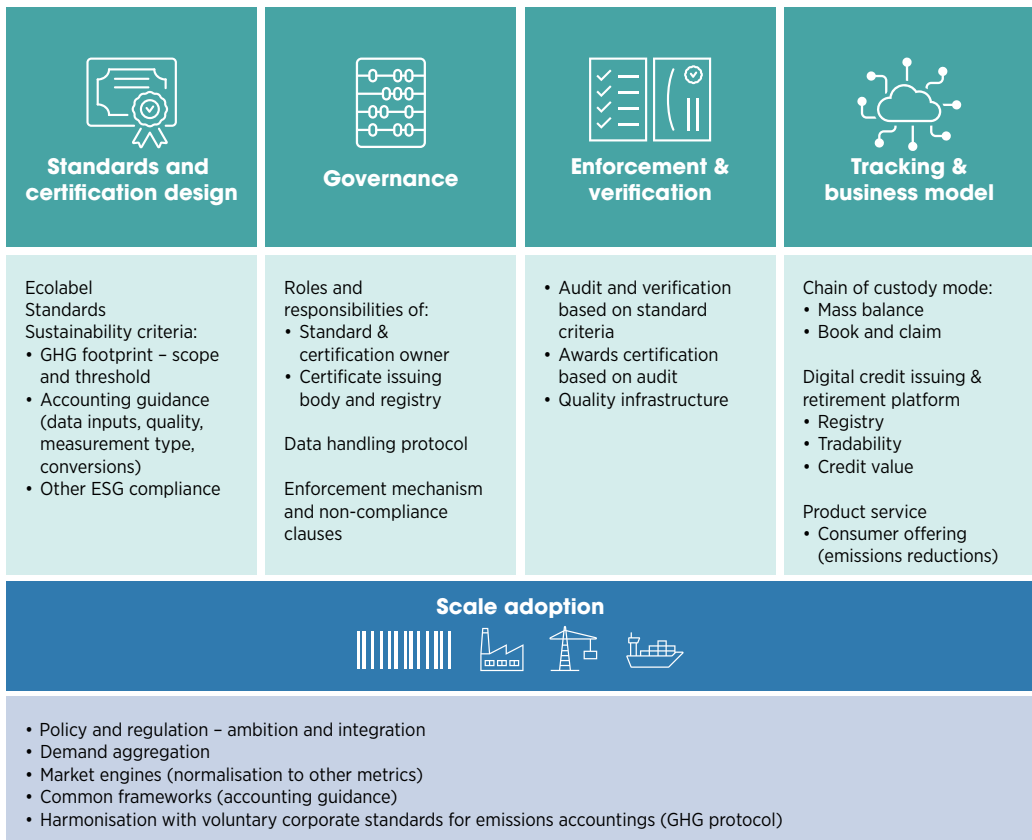 Standards and
certification design
Ecolabel
Standards
Sustainability criteria:
• GHG footprint – scope
and threshold
• Accounting guidance
(data inputs, quality,
measurement type,
conversions)
• Other ESG compliance
Governance
Roles and
responsibilities of:
• Standard &
certification owner
• Certificate issuing
body and registry
Data handling protocol
Enforcement mechanism
and non-compliance
clauses
Enforcement &
verification
• Audit and verification
based on standard
criteria
• Awards certification
based on audit
• Quality infrastructure
Tracking &
business model
Chain of custody mode:
• Mass balance
• Book and claim
Digital credit issuing &
retirement platform
• Registry
• Tradability
• Credit value
Product service
• Consumer offering
(emissions reductions)
Scale adoption
• Policy and regulation – ambition and integration
• Demand aggregation
• Market engines (normalisation to other metrics)
• Common frameworks (accounting guidance)
• Harmonisation with voluntary corporate standards for emissions accountings (GHG protocol)